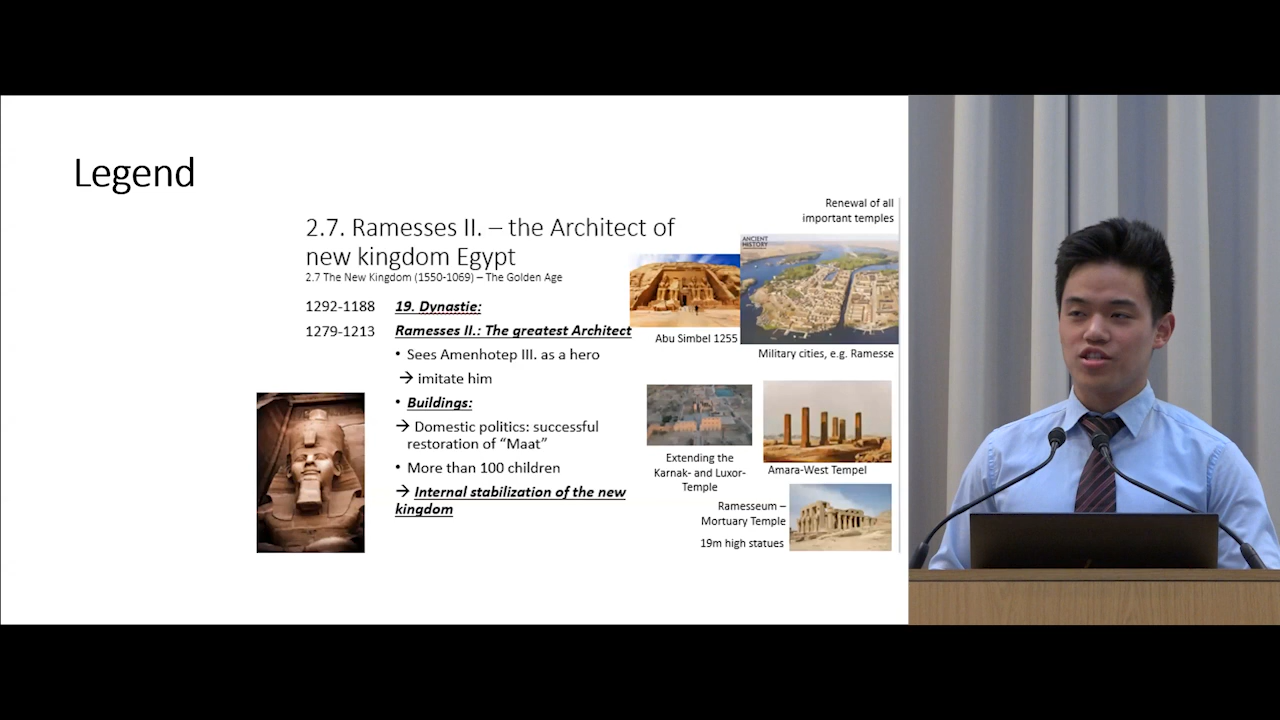 Legend
2.7. Ramesses II. – the Architect of
new kingdom Egypt
2.7 The New Kingdom (1550-1069) – The Golden Age
1292-1188 19. Dynastie:
1279-1213 Ramesses II.: The greatest Architect
• Sees Amenhotep III. as a hero
→ imitate him
• Buildings:
→ Domestic politics: successful
restoration of “Maat”
• More than 100 children
→ Internal stabilization of the new
kingdom
Renewal of all
important temples
ANCIENT
HISTORY
Abu Simbel 1255
Military cities, e.g. Ramesse
Extending the
Karnak- and Luxor-
Temple
Amara-West Tempel
Ramesseum –
Mortuary Temple
19m high statues